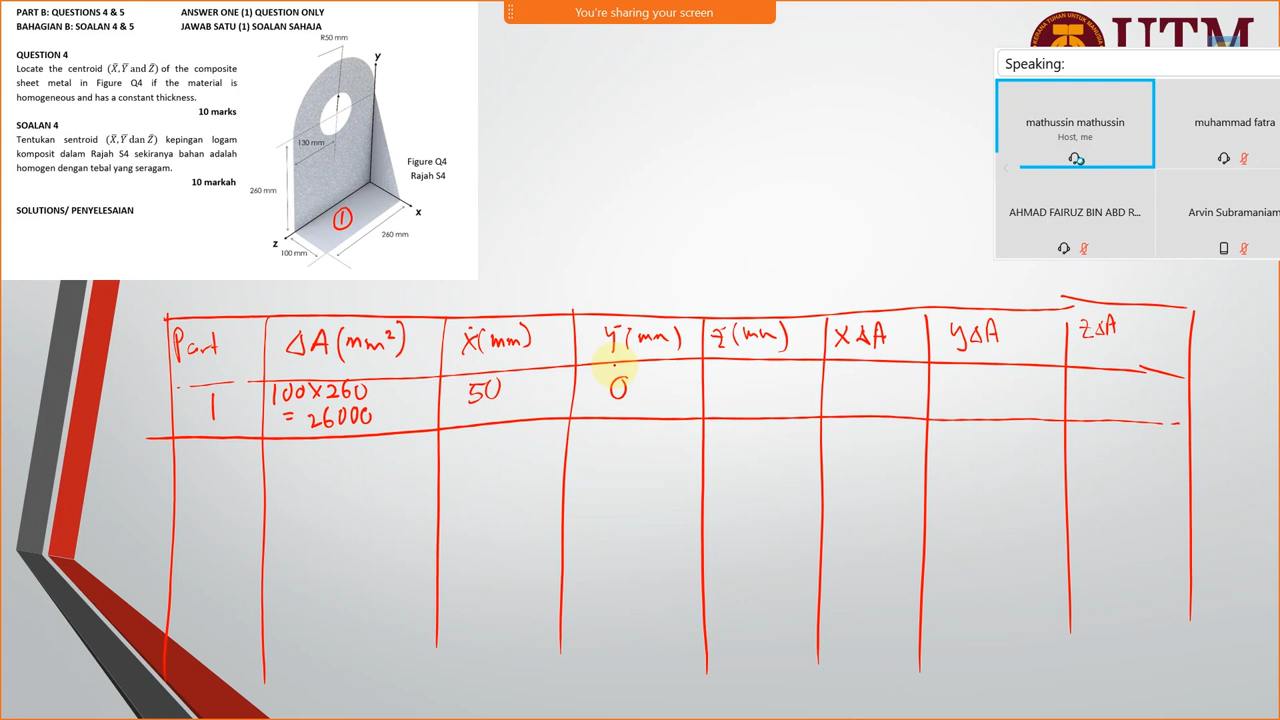 You're sharing your screen
PART B: QUESTIONS 4 & 5 ANSWER ONE (1) QUESTION ONLY
BAHAGIAN B: SOALAN 4 & 5 JAWAB SATU (1) SOALAN SAHAJA
QUESTION 4
Locate the centroid (X̄,Ȳ and Z̄) of the composite
sheet metal in Figure Q4 if the material is
homogeneous and has a constant thickness.
10 marks
SOALAN 4
Tentukan sentroid (X̄,Ȳ dan Z̄) kepingan logam
komposit dalam Rajah S4 sekiranya bahan adalah
homogen dengan tebal yang seragam.
10 markah
SOLUTIONS/ PENYELESAIAN
R50 mm
y
130 mm
Figure Q4
Rajah S4
260 mm
1
x
z
260 mm
100 mm
UTM
Speaking:
mathussin mathussin
Host, me
muhammad fatra
AHMAD FAIRUZ BIN ABD R...
Arvin Subramaniam
Part ΔA (mm²) x̄ (mm) ȳ (mm) z̄ (mm) x ΔA y ΔA z ΔA
1 100 x 260 50 0
= 26000